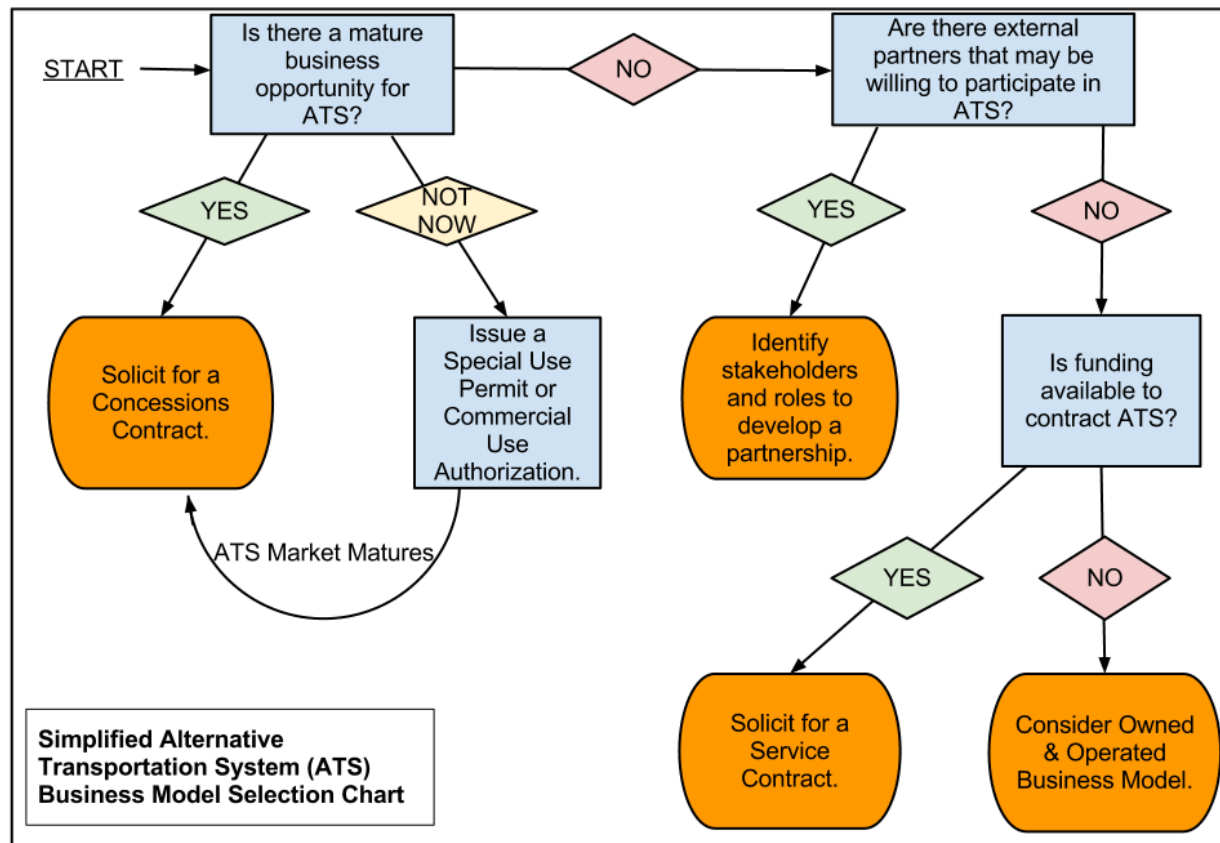 START
Is there a mature
business
opportunity for
ATS?
NO
Are there external
partners that may be
willing to participate in
ATS?
YES
NOT
NOW
YES
NO
Solicit for a
Concessions
Contract.
Issue a
Special Use
Permit or
Commercial
Use
Authorization.
Identify
stakeholders
and roles to
develop a
partnership.
Is funding
available to
contract ATS?
ATS Market Matures
YES
NO
Solicit for a
Service
Contract.
Consider Owned
& Operated
Business Model.
Simplified Alternative
Transportation System (ATS)
Business Model Selection Chart